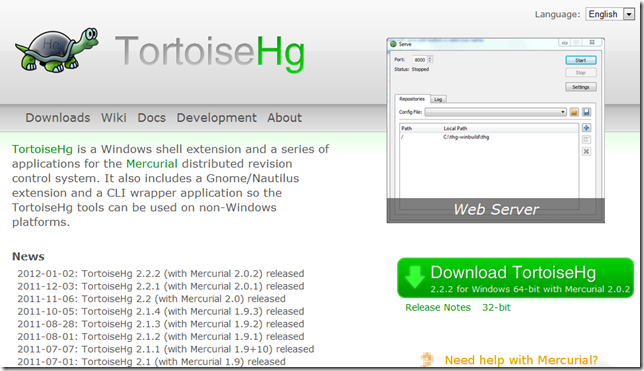 Language: English
Hg
TortoiseHg
Downloads Wiki Docs Development About
TortoiseHg is a Windows shell extension and a series
of applications for the Mercurial distributed revision
control system. It also includes a Gnome/Nautilus
extension and a CLI wrapper application so the
TortoiseHg tools can be used on non-Windows
platforms.
Serve
Port: 8000
Status: Stopped
Start
Stop
Settings
Repositories Log
Config File:
Path Local Path
/ C:\thg-winbuild\thg
Web Server
News
2012-01-02: TortoiseHg 2.2.2 (with Mercurial 2.0.2) released
2011-12-03: TortoiseHg 2.2.1 (with Mercurial 2.0.1) released
2011-11-06: TortoiseHg 2.2 (with Mercurial 2.0) released
2011-10-05: TortoiseHg 2.1.4 (with Mercurial 1.9.3) released
2011-08-28: TortoiseHg 2.1.3 (with Mercurial 1.9.2) released
2011-08-01: TortoiseHg 2.1.2 (with Mercurial 1.9.1) released
2011-07-07: TortoiseHg 2.1.1 (with Mercurial 1.9+10) released
2011-07-01: TortoiseHg 2.1 (with Mercurial 1.9) released
Download TortoiseHg
2.2.2 for Windows 64-bit with Mercurial 2.0.2
Release Notes 32-bit
Need help with Mercurial?